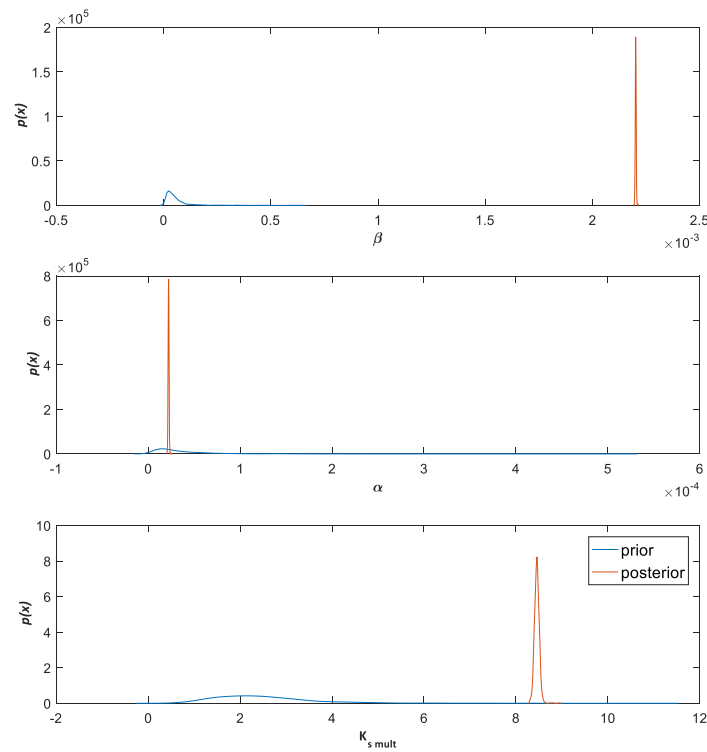 ×10^5
2
1.5
1
0.5
0
p(x)
-0.5 0 0.5 1 1.5 2 2.5
β
×10^-3
×10^5
8
6
4
2
0
p(x)
-1 0 1 2 3 4 5 6
α
×10^-4
10
8
6
4
2
0
p(x)
prior
posterior
-2 0 2 4 6 8 10 12
K_s mult